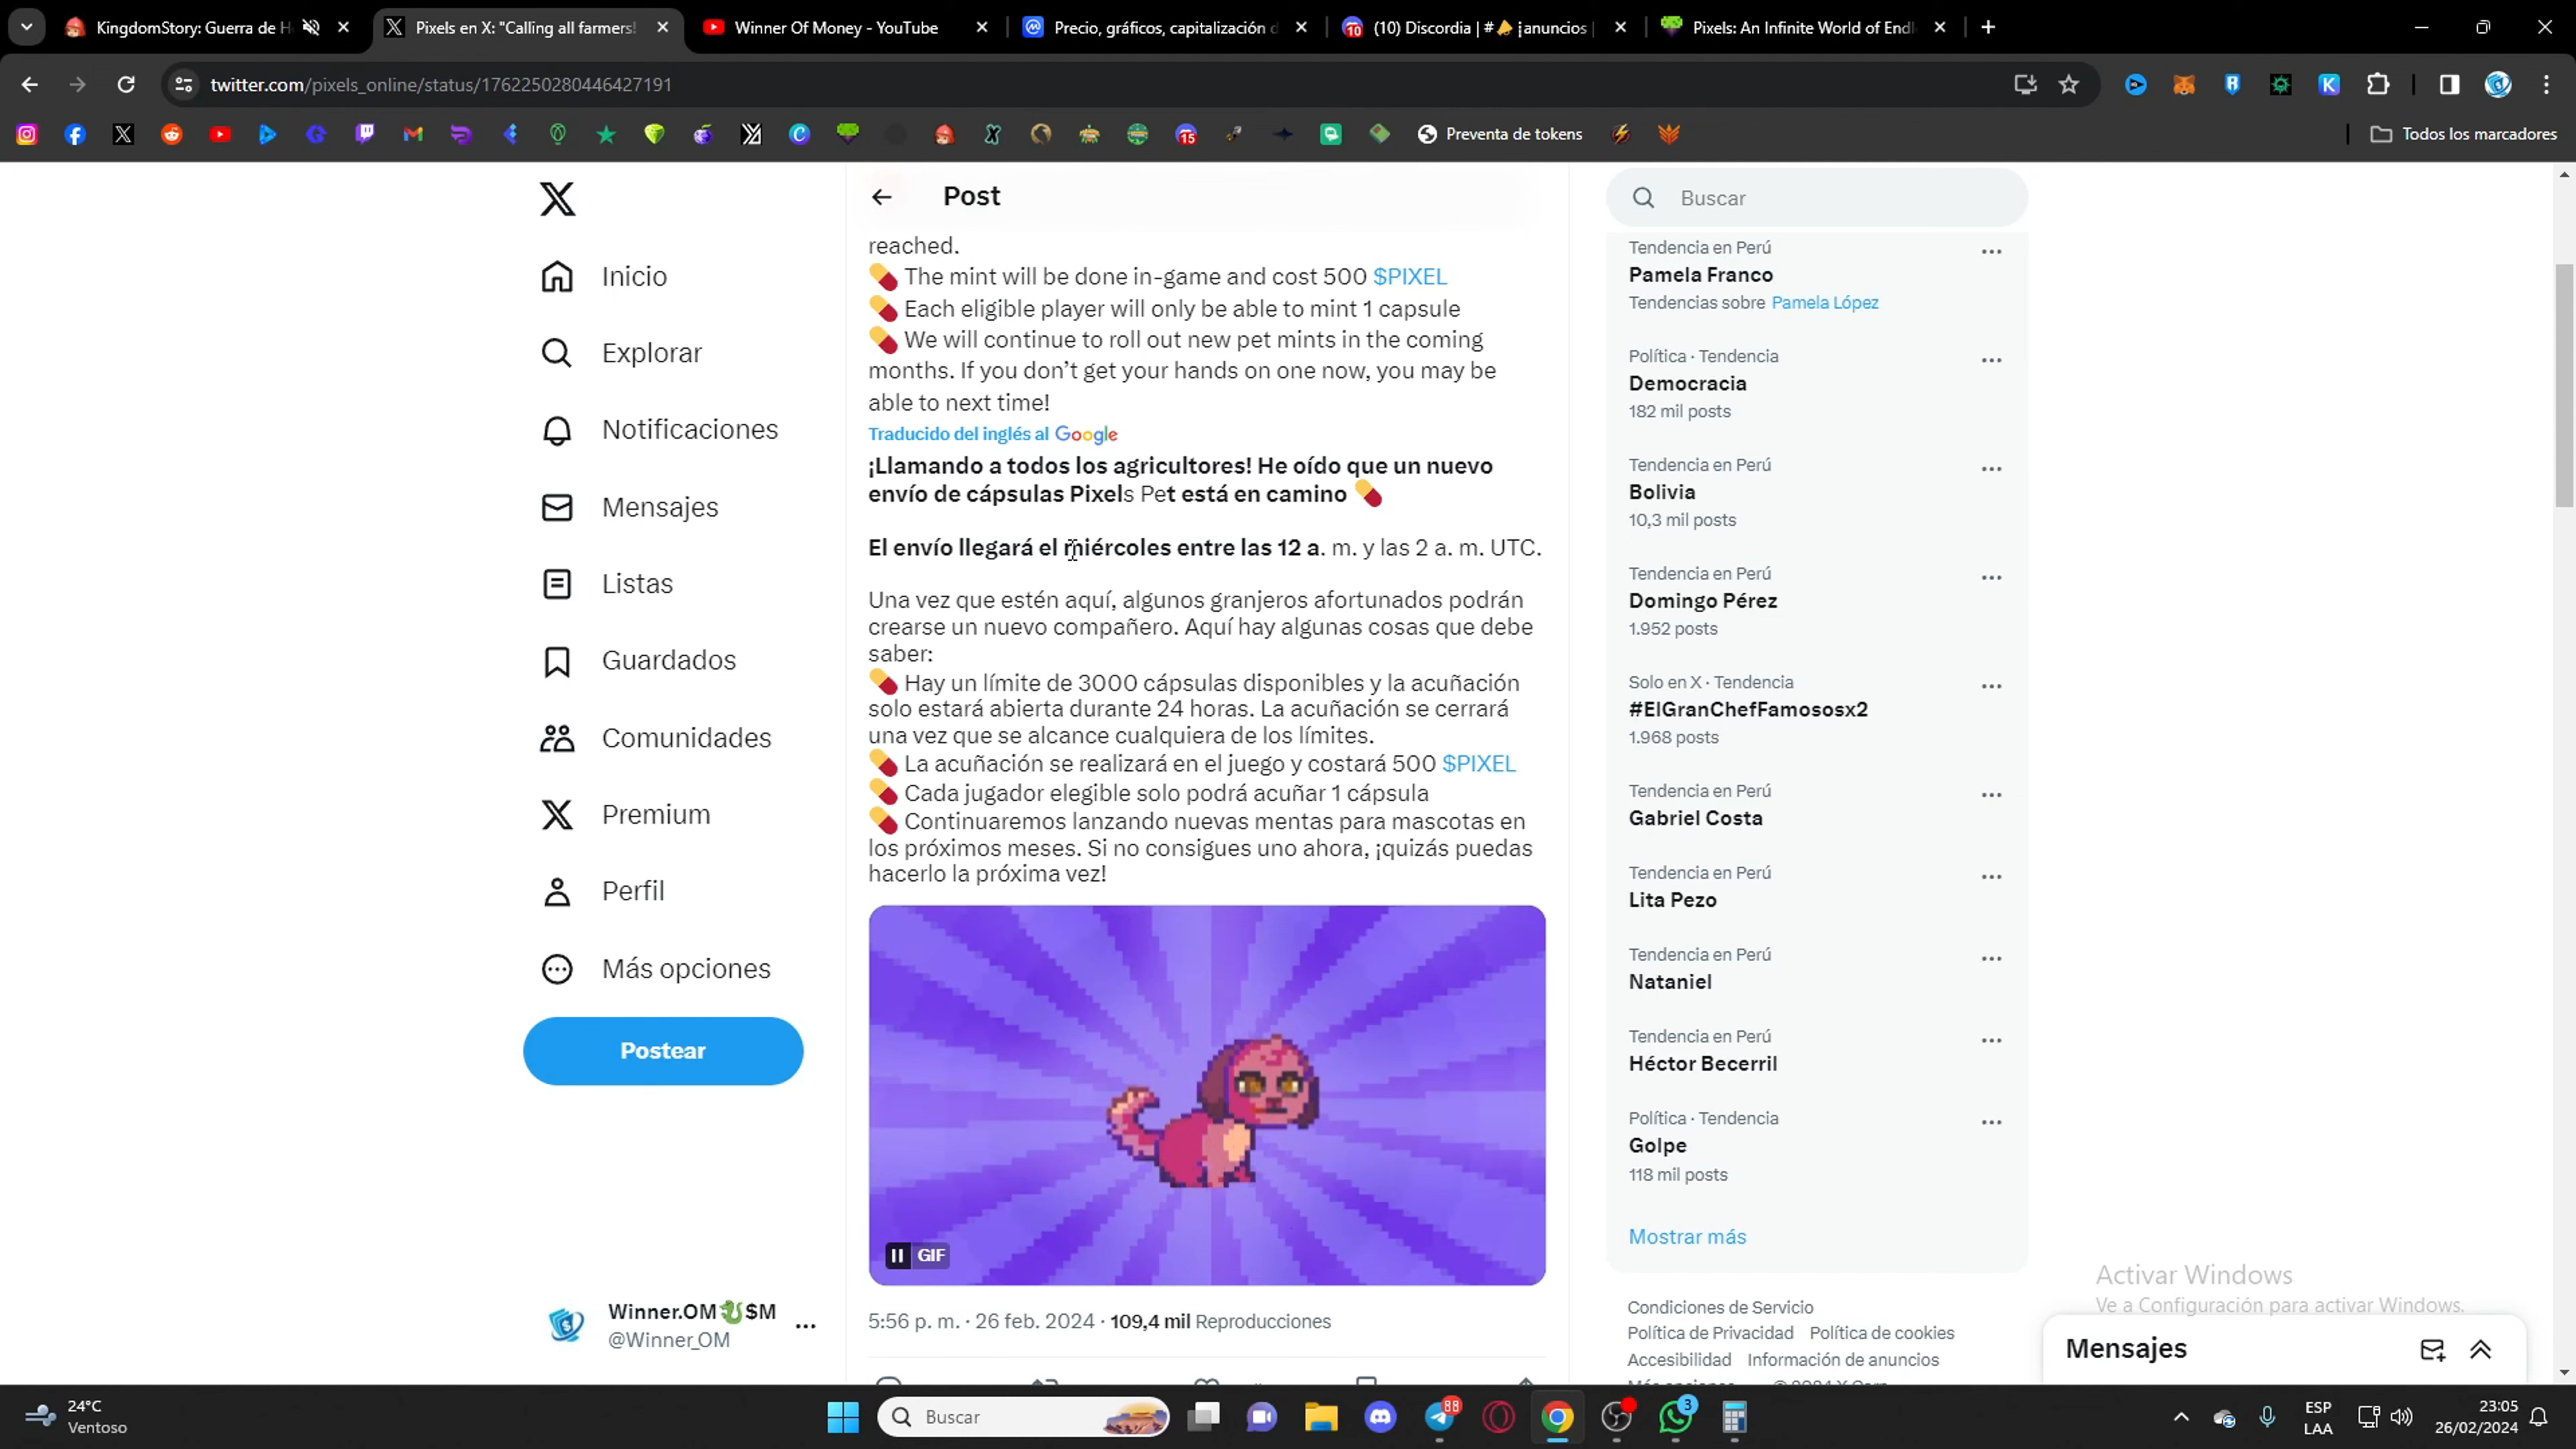 KingdomStory: Guerra de H
Pixels en X: "Calling all farmers!
Winner Of Money - YouTube
Precio, gráficos, capitalización d
(10) Discordia | #📣 ¡anuncios |
Pixels: An Infinite World of Endl
twitter.com/pixels_online/status/1762250280446427191
Preventa de tokens
Todos los marcadores
Inicio
Explorar
Notificaciones
Mensajes
Listas
Guardados
Comunidades
Premium
Perfil
Más opciones
Postear
Winner.OM🐉$M
@Winner_OM
Post
reached.
💊 The mint will be done in-game and cost 500 $PIXEL
💊 Each eligible player will only be able to mint 1 capsule
💊 We will continue to roll out new pet mints in the coming
months. If you don't get your hands on one now, you may be
able to next time!
Traducido del inglés al Google
¡Llamando a todos los agricultores! He oído que un nuevo
envío de cápsulas Pixels Pet está en camino 💊
El envío llegará el miércoles entre las 12 a. m. y las 2 a. m. UTC.
Una vez que estén aquí, algunos granjeros afortunados podrán
crearse un nuevo compañero. Aquí hay algunas cosas que debe
saber:
💊 Hay un límite de 3000 cápsulas disponibles y la acuñación
solo estará abierta durante 24 horas. La acuñación se cerrará
una vez que se alcance cualquiera de los límites.
💊 La acuñación se realizará en el juego y costará 500 $PIXEL
💊 Cada jugador elegible solo podrá acuñar 1 cápsula
💊 Continuaremos lanzando nuevas mentas para mascotas en
los próximos meses. Si no consigues uno ahora, ¡quizás puedas
hacerlo la próxima vez!
GIF
5:56 p. m. · 26 feb. 2024 · 109,4 mil Reproducciones
Buscar
Tendencia en Perú
Pamela Franco
Tendencias sobre Pamela López
Política · Tendencia
Democracia
182 mil posts
Tendencia en Perú
Bolivia
10,3 mil posts
Tendencia en Perú
Domingo Pérez
1.952 posts
Solo en X · Tendencia
#ElGranChefFamososx2
1.968 posts
Tendencia en Perú
Gabriel Costa
Tendencia en Perú
Lita Pezo
Tendencia en Perú
Nataniel
Tendencia en Perú
Héctor Becerril
Política · Tendencia
Golpe
118 mil posts
Mostrar más
Condiciones de Servicio
Política de Privacidad Política de cookies
Accesibilidad Información de anuncios
Activar Windows
Ve a Configuración para activar Windows.
Mensajes
24°C
Ventoso
Buscar
88
3
ESP
LAA
23:05
26/02/2024